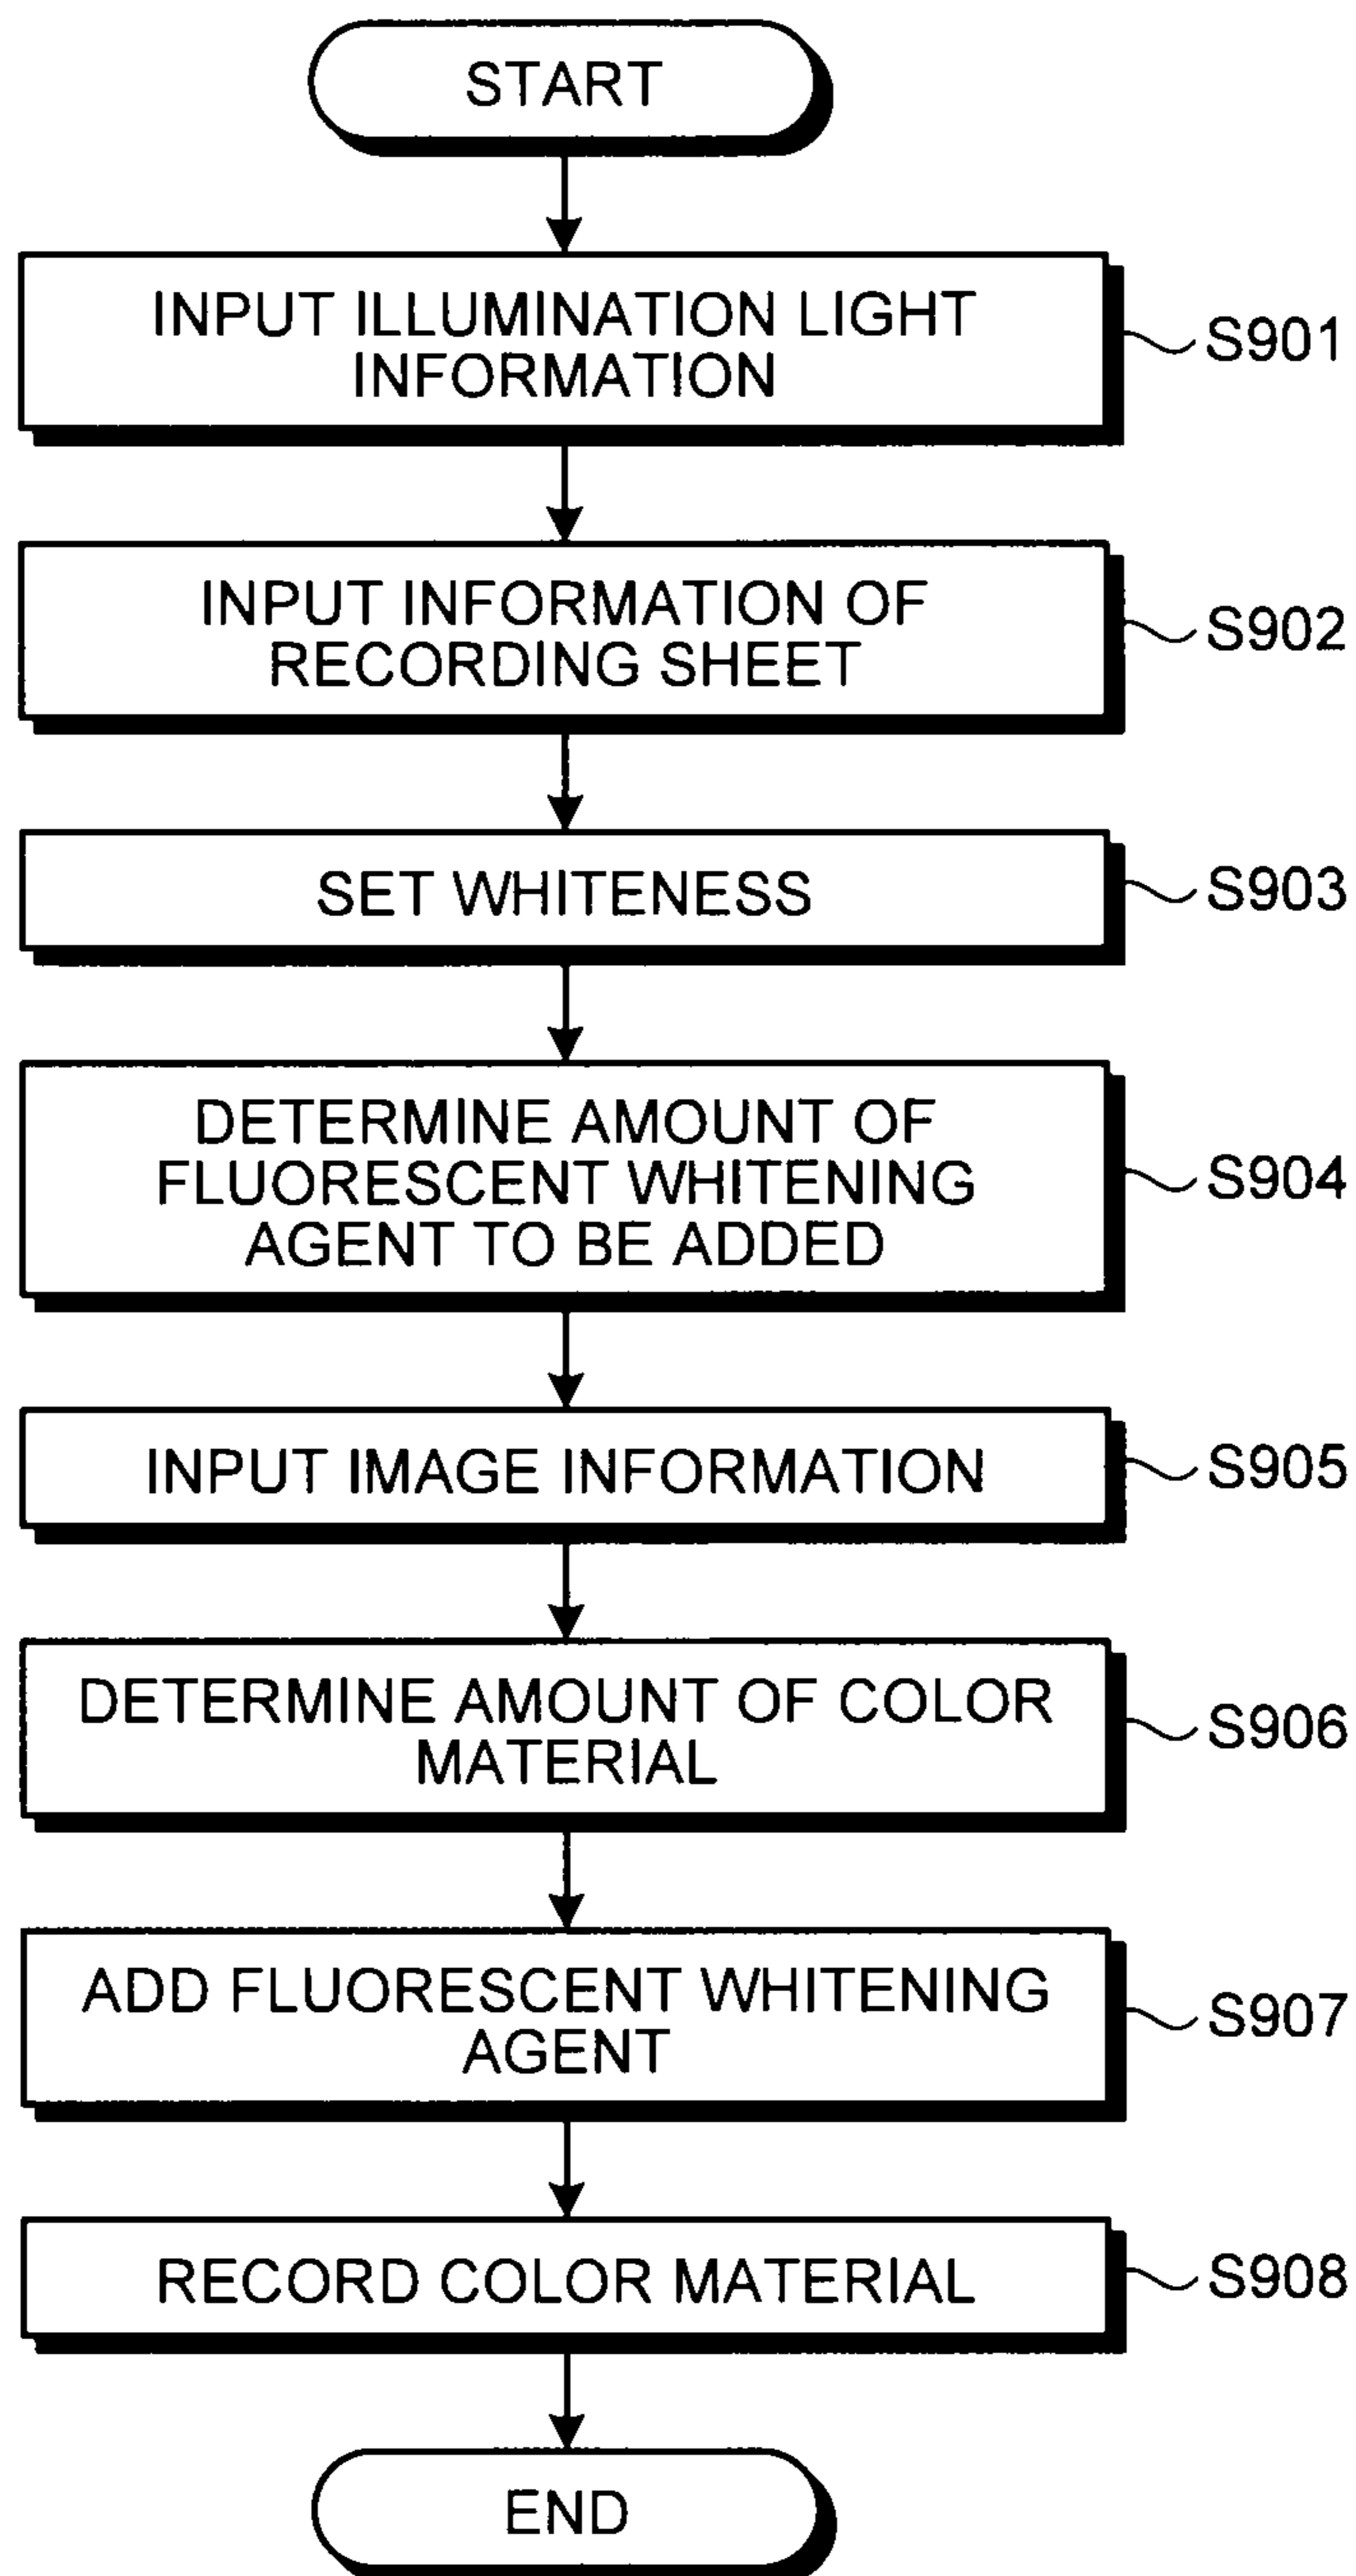 START
INPUT ILLUMINATION LIGHT
INFORMATION
S901
INPUT INFORMATION OF
RECORDING SHEET
S902
SET WHITENESS
S903
DETERMINE AMOUNT OF
FLUORESCENT WHITENING
AGENT TO BE ADDED
S904
INPUT IMAGE INFORMATION
S905
DETERMINE AMOUNT OF COLOR
MATERIAL
S906
ADD FLUORESCENT WHITENING
AGENT
S907
RECORD COLOR MATERIAL
S908
END